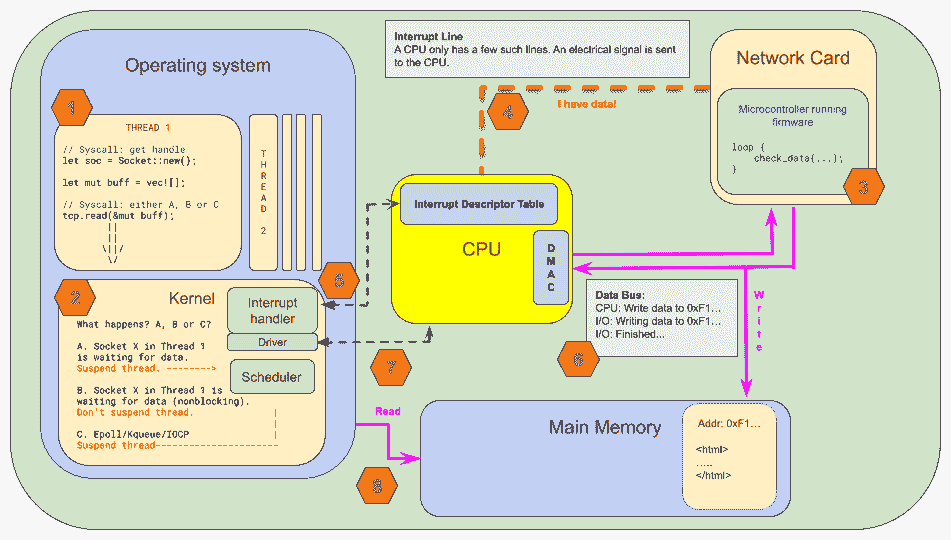 Interrupt Line
A CPU only has a few such lines. An electrical signal is sent
to the CPU.
Operating system
1
THREAD 1
// Syscall: get handle
let soc = Socket::new();
let mut buff = vec![];
// Syscall: either A, B or C
tcp.read(&mut buff);
||
||
\||/
\/
T
H
R
E
A
D
2
4
I have data!
Network Card
Microcontroller running
firmware
loop {
check_data(...);
}
3
Interrupt Descriptor Table
CPU
D
M
A
C
5
2
Kernel
Interrupt
handler
Driver
Scheduler
What happens? A, B or C?
A. Socket X in Thread 1
is waiting for data.
Suspend thread. -------->
B. Socket X in Thread 1 is
waiting for data (nonblocking).
Don't suspend thread.
C. Epoll/Kqueue/IOCP
Suspend thread
7
Data Bus:
CPU: Write data to 0xF1...
I/O: Writing data to 0xF1...
I/O: Finished...
6
W
r
i
t
e
Read
8
Main Memory
Addr: 0xF1...
<html>
.....
</html>